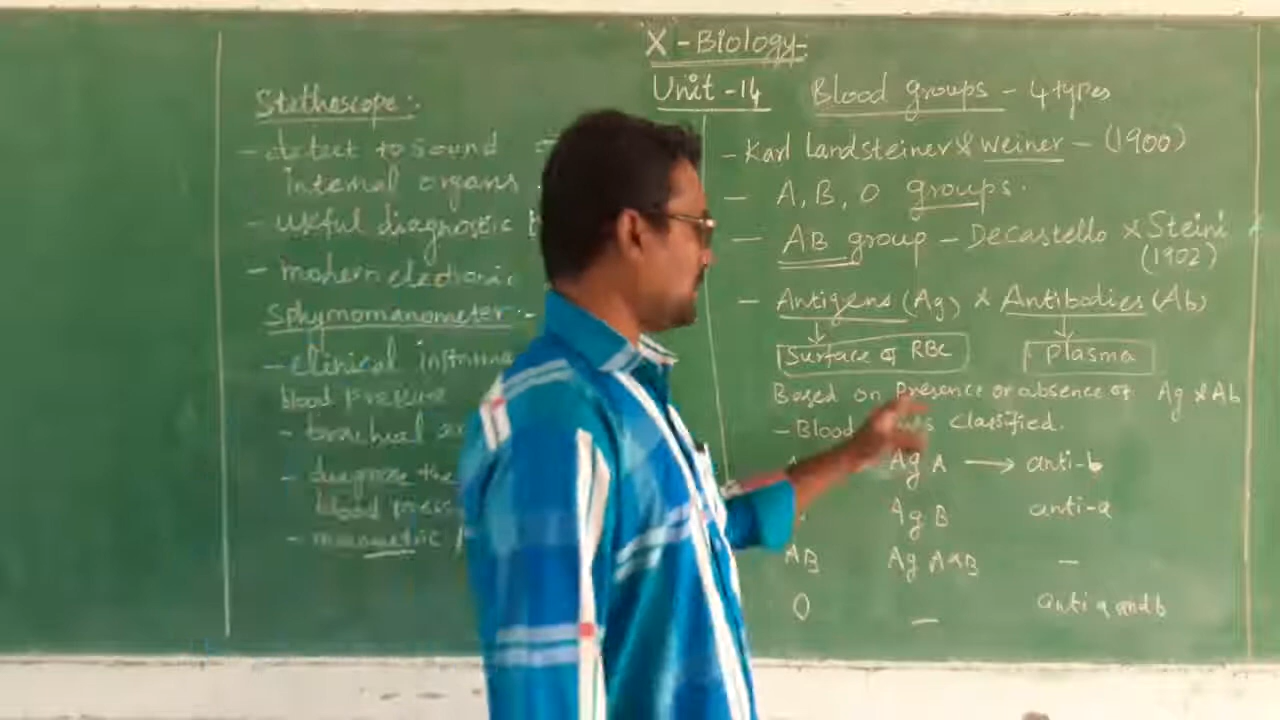 X - Biology:-
Unit - 14
Stethescope:-
- detect to sound
internal organs
- useful diagnostic
- modern electronic
Sphymomanometer:-
- clinical
blood pressure
- brachial
- diagnose the
blood
- manometric
Blood groups - 4 types
- Karl Landsteiner & Weiner - (1900)
- A, B, O groups.
- AB group - Decastello & Steini
(1902)
- Antigens (Ag) & Antibodies (Ab)
Surface of RBC Plasma
Based on Presence or absence of Ag & Ab
- Blood classified.
Ag A → anti-b
Ag B anti-a
AB Ag A & B -
O - anti a and b